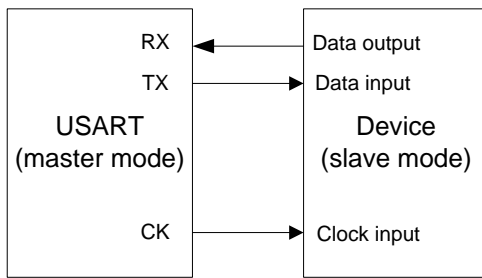 RX
TX
USART
(master mode)
CK
Data output
Data input
Device
(slave mode)
Clock input